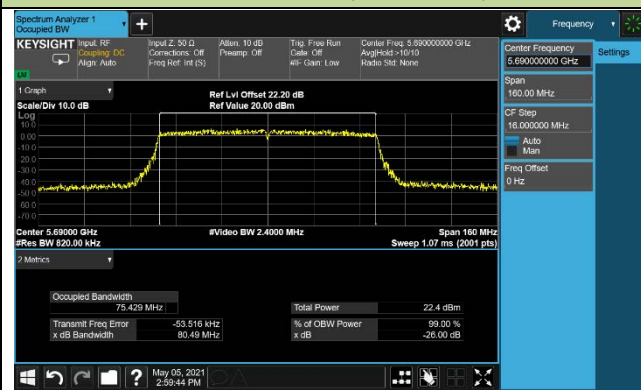 Spectrum Analyzer 1
Occupied BW
Frequency
KEYSIGHT
Input: RF
Coupling: DC
Align: Auto
Input Z: 50 Ω
Corrections: Off
Freq Ref: Int (S)
Atten: 10 dB
Preamp: Off
Trig: Free Run
Gate: Off
#IF Gain: Low
Center Freq: 5.690000000 GHz
Avg|Hold:>10/10
Radio Std: None
Center Frequency
5.690000000 GHz
Settings
Span
160.00 MHz
CF Step
16.000000 MHz
Auto
Man
Freq Offset
0 Hz
1 Graph
Scale/Div 10.0 dB
Ref Lvl Offset 22.20 dB
Ref Value 20.00 dBm
Log
10.0
0.00
-10.0
-20.0
-30.0
-40.0
-50.0
-60.0
-70.0
Center 5.69000 GHz
#Res BW 820.00 kHz
#Video BW 2.4000 MHz
Span 160 MHz
Sweep 1.07 ms (2001 pts)
2 Metrics
Occupied Bandwidth
75.429 MHz
Total Power 22.4 dBm
Transmit Freq Error -53.516 kHz
% of OBW Power 99.00 %
x dB Bandwidth 80.49 MHz
x dB -26.00 dB
?
May 05, 2021
2:59:44 PM